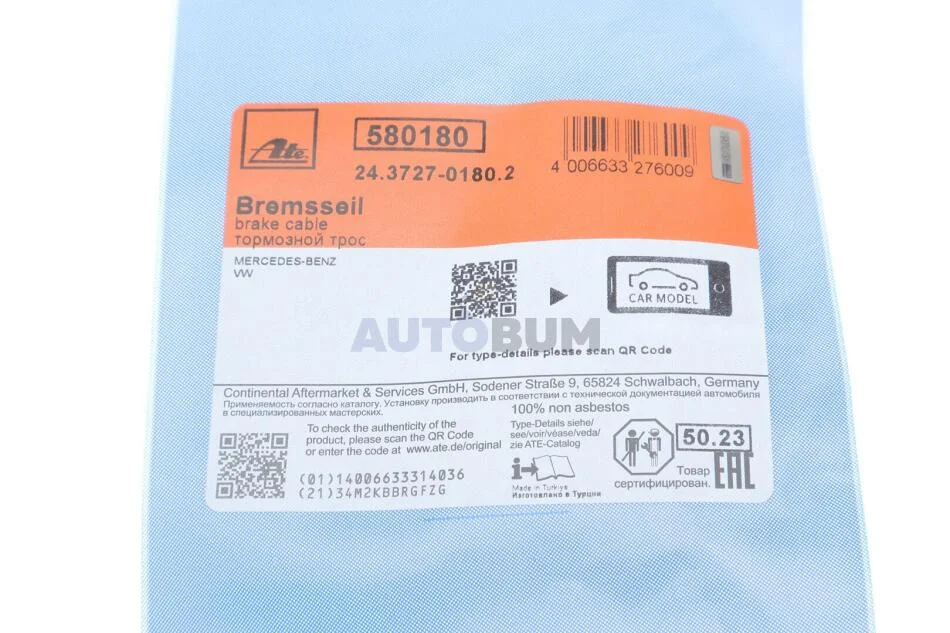 Ate
580180
24.3727-0180.2
4 006633 276009
Bremsseil
brake cable
тормозной трос
MERCEDES-BENZ
VW
CAR MODEL
AUTOBUM
For type-details please scan QR Code
Continental Aftermarket & Services GmbH, Sodener Straße 9, 65824 Schwalbach, Germany
Применяемость согласно каталогу. Установку производить в соответствии с технической документацией автомобиля
в специализированных мастерских.
100% non asbestos
To check the authenticity of the
product, please scan the QR Code
or enter the code at www.ate.de/original
(01)14006633314036
(21)34M2KBBRGFZG
Type-Details siehe/
see/voir/véase/veda/
zie ATE-Catalog
Made in Turkiye
Изготовлено в Турции
50.23
Товар
сертифицирован.
EAC